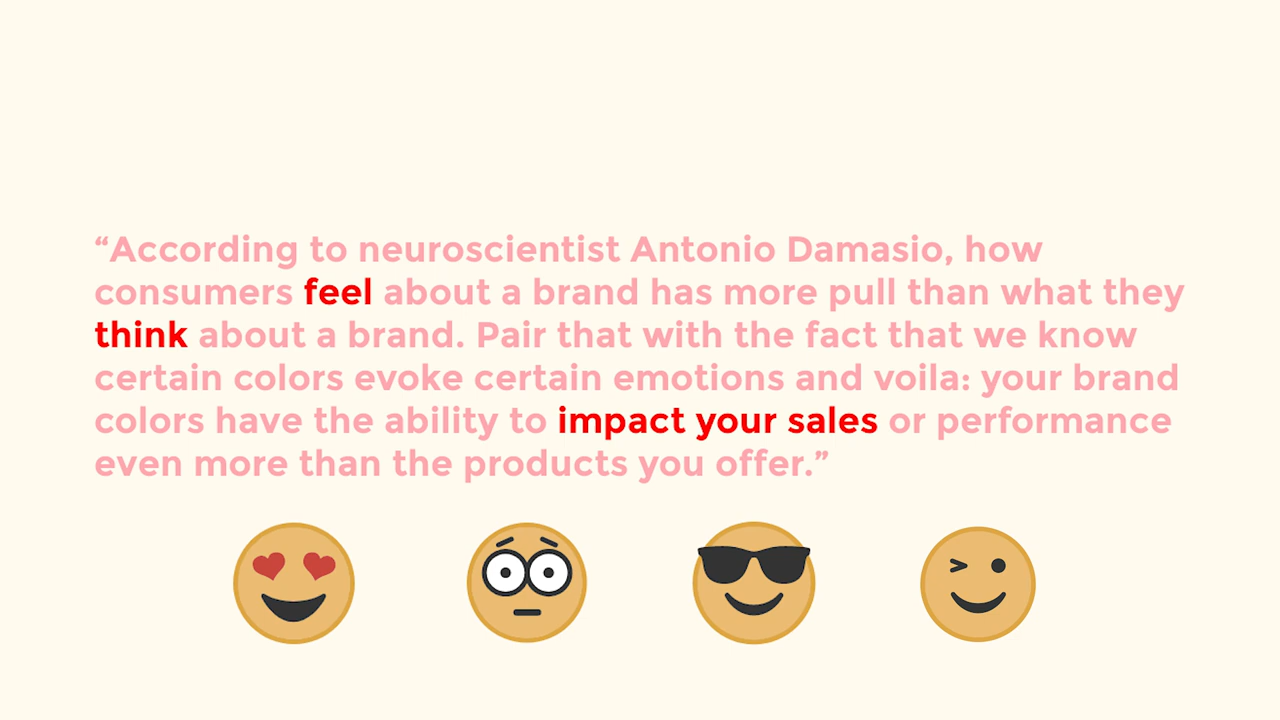 “According to neuroscientist Antonio Damasio, how
consumers feel about a brand has more pull than what they
think about a brand. Pair that with the fact that we know
certain colors evoke certain emotions and voila: your brand
colors have the ability to impact your sales or performance
even more than the products you offer.”